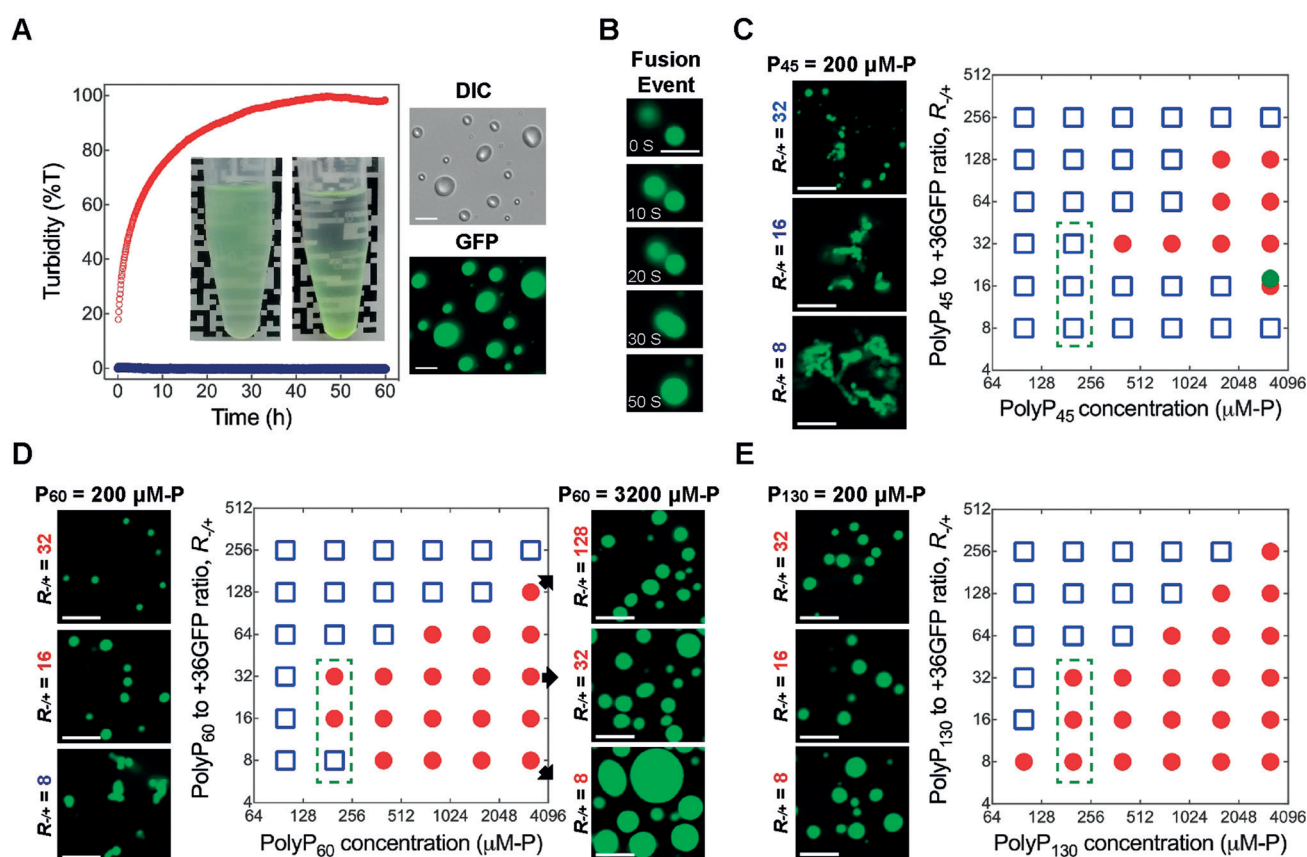 A
Turbidity (%T)
100
80
60
40
20
0
0 10 20 30 40 50 60
Time (h)
DIC
GFP
B
Fusion
Event
0 S
10 S
20 S
30 S
50 S
C
P45 = 200 μM-P
R-/+ = 32
R-/+ = 16
R-/+ = 8
PolyP45 to +36GFP ratio, R-/+
512
256
128
64
32
16
8
4
64 128 256 512 1024 2048 4096
PolyP45 concentration (μM-P)
D
P60 = 200 μM-P
R-/+ = 32
R-/+ = 16
R-/+ = 8
PolyP60 to +36GFP ratio, R-/+
512
256
128
64
32
16
8
4
64 128 256 512 1024 2048 4096
PolyP60 concentration (μM-P)
P60 = 3200 μM-P
R-/+ = 128
R-/+ = 32
R-/+ = 8
E
P130 = 200 μM-P
R-/+ = 32
R-/+ = 16
R-/+ = 8
PolyP130 to +36GFP ratio, R-/+
512
256
128
64
32
16
8
4
64 128 256 512 1024 2048 4096
PolyP130 concentration (μM-P)